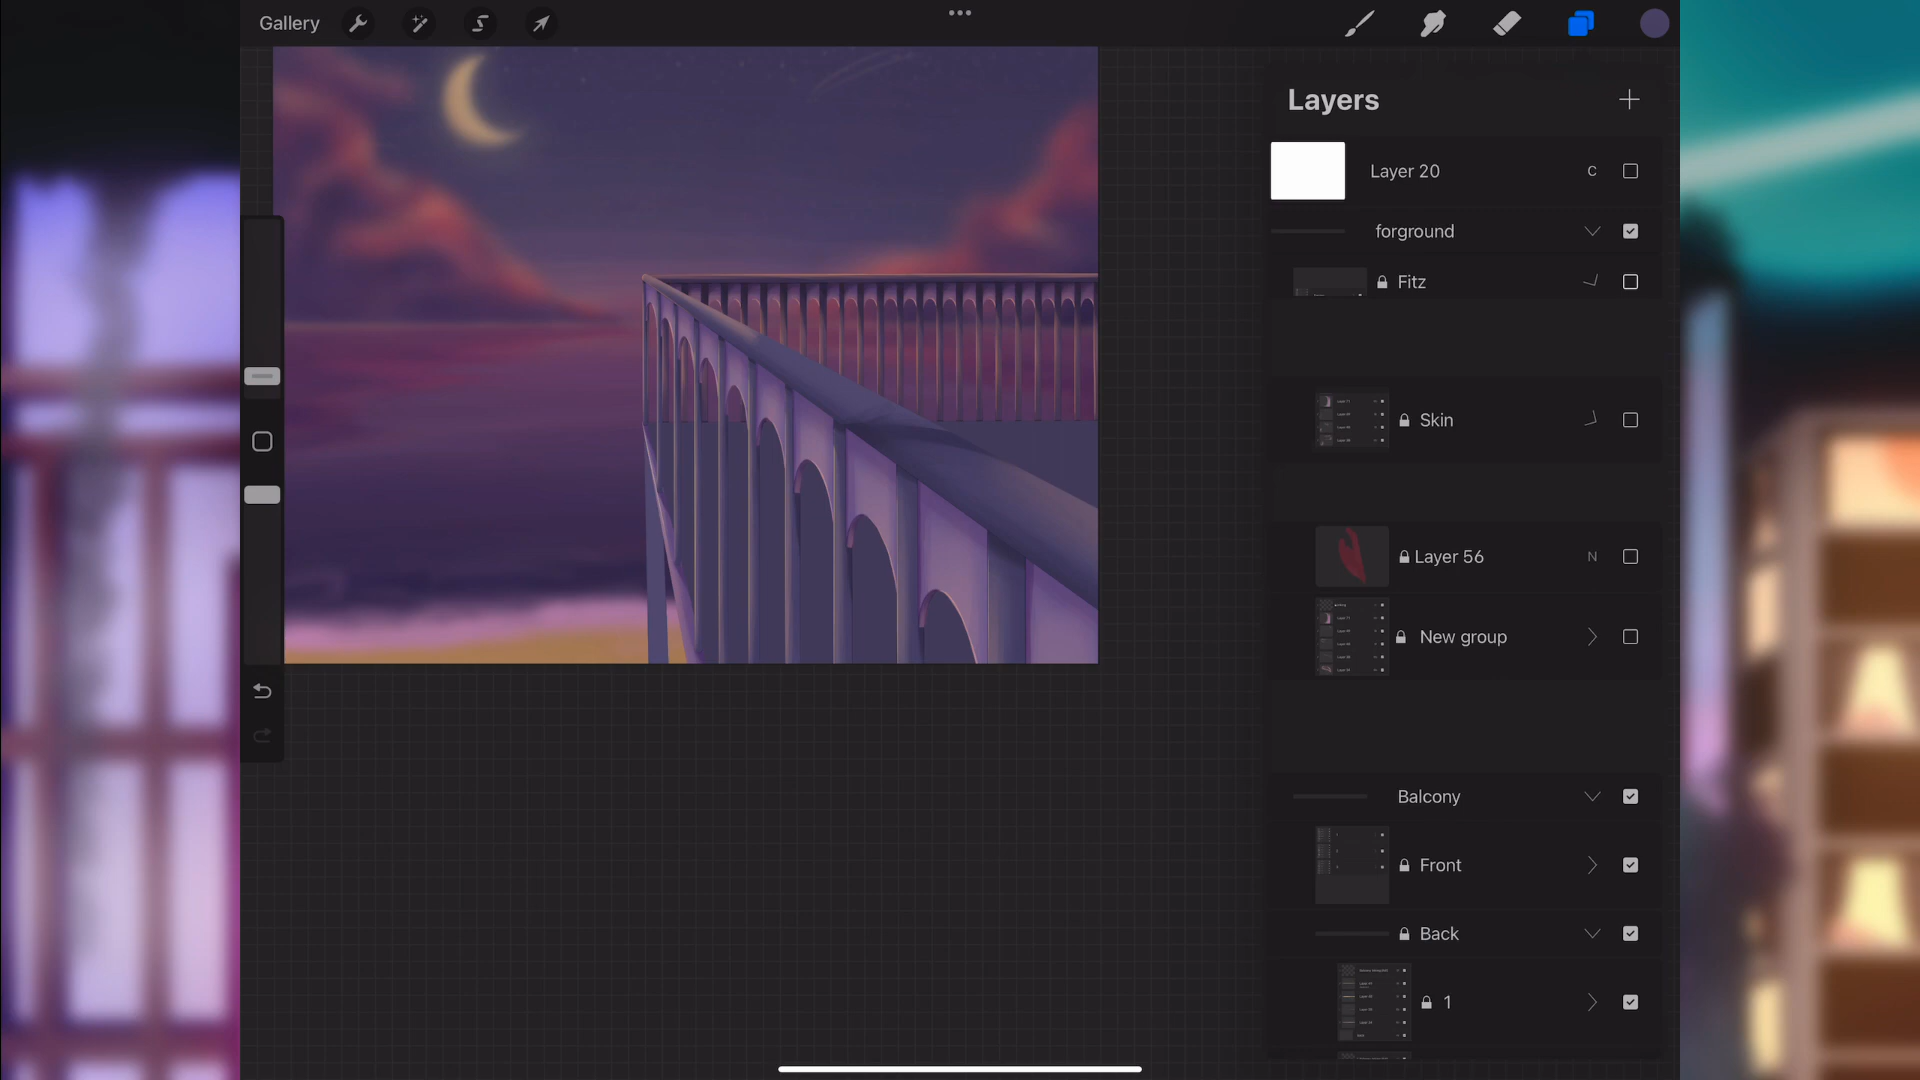 Gallery
Layers
Layer 20 C
forground
Fitz
Skin
Layer 56 N
New group
Balcony
Front
Back
1